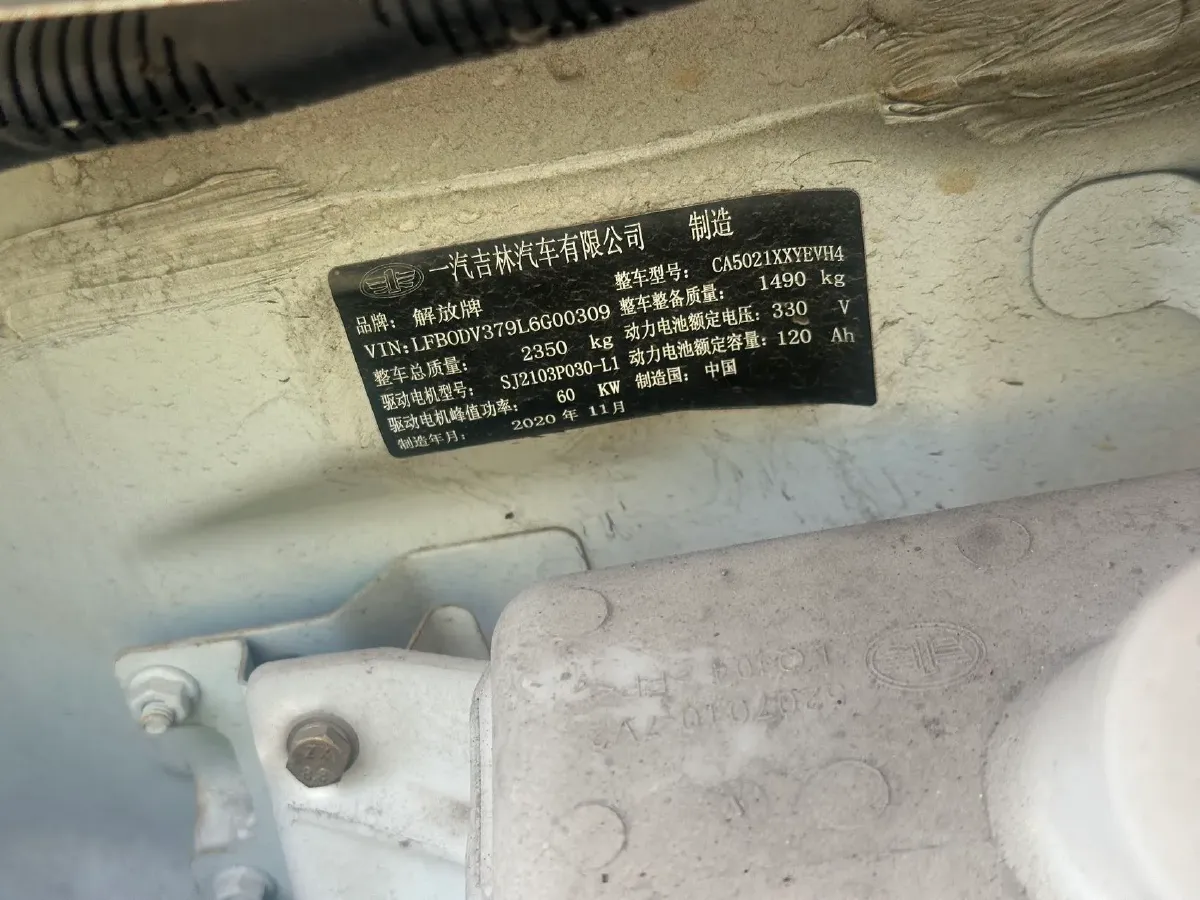 一汽吉林汽车有限公司 制造
品牌： 解放牌 整车型号： CA5021XXYEVH4
VIN:LFB0DV379L6G00309 整车整备质量： 1490 kg
整车总质量： 2350 kg 动力电池额定电压：330 V
驱动电机型号： SJ2103P030-L1 动力电池额定容量：120 Ah
驱动电机峰值功率： 60 KW 制造国： 中国
制造年月： 2020 年 11月